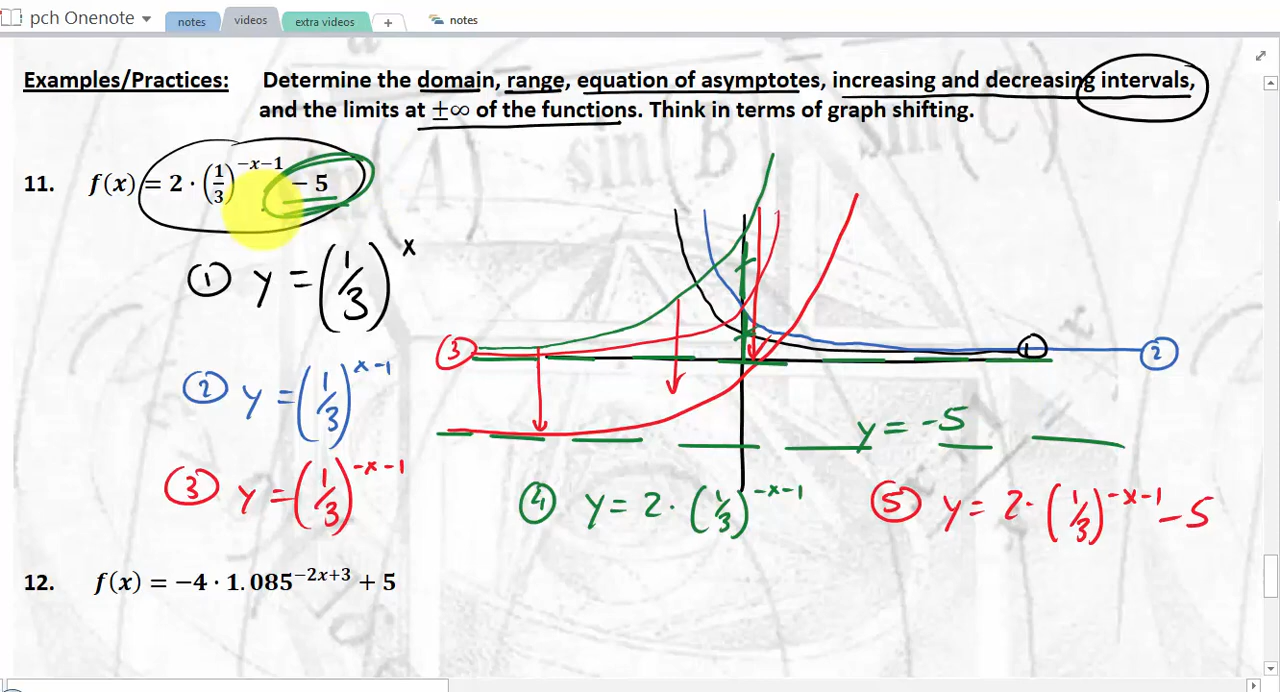 pch Onenote
notes
videos
extra videos
+
notes
Examples/Practices: Determine the domain, range, equation of asymptotes, increasing and decreasing intervals,
and the limits at ±∞ of the functions. Think in terms of graph shifting.
11. f(x) = 2 · (1/3)^{-x-1} - 5
① y = (1/3)^x
③
①
②
② y = (1/3)^{x-1}
y = -5
③ y = (1/3)^{-x-1}
④ y = 2 · (1/3)^{-x-1}
⑤ y = 2 · (1/3)^{-x-1} - 5
12. f(x) = -4 · 1.085^{-2x+3} + 5